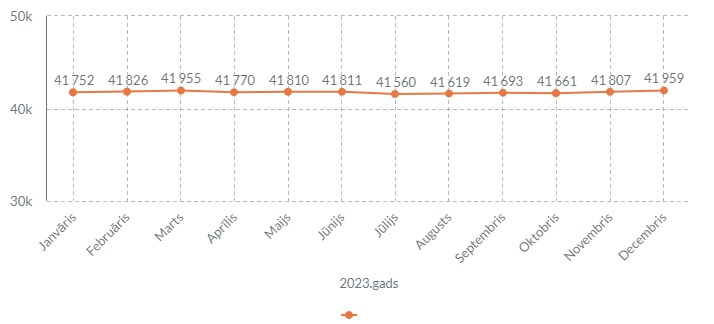 50k
41 752 41 826 41 955 41 770 41 810 41 811 41 560 41 619 41 693 41 661 41 807 41 959
40k
30k
Janvāris Februāris Marts Aprīlis Maijs Jūnijs Jūlijs Augusts Septembris Oktobris Novembris Decembris
2023.gads